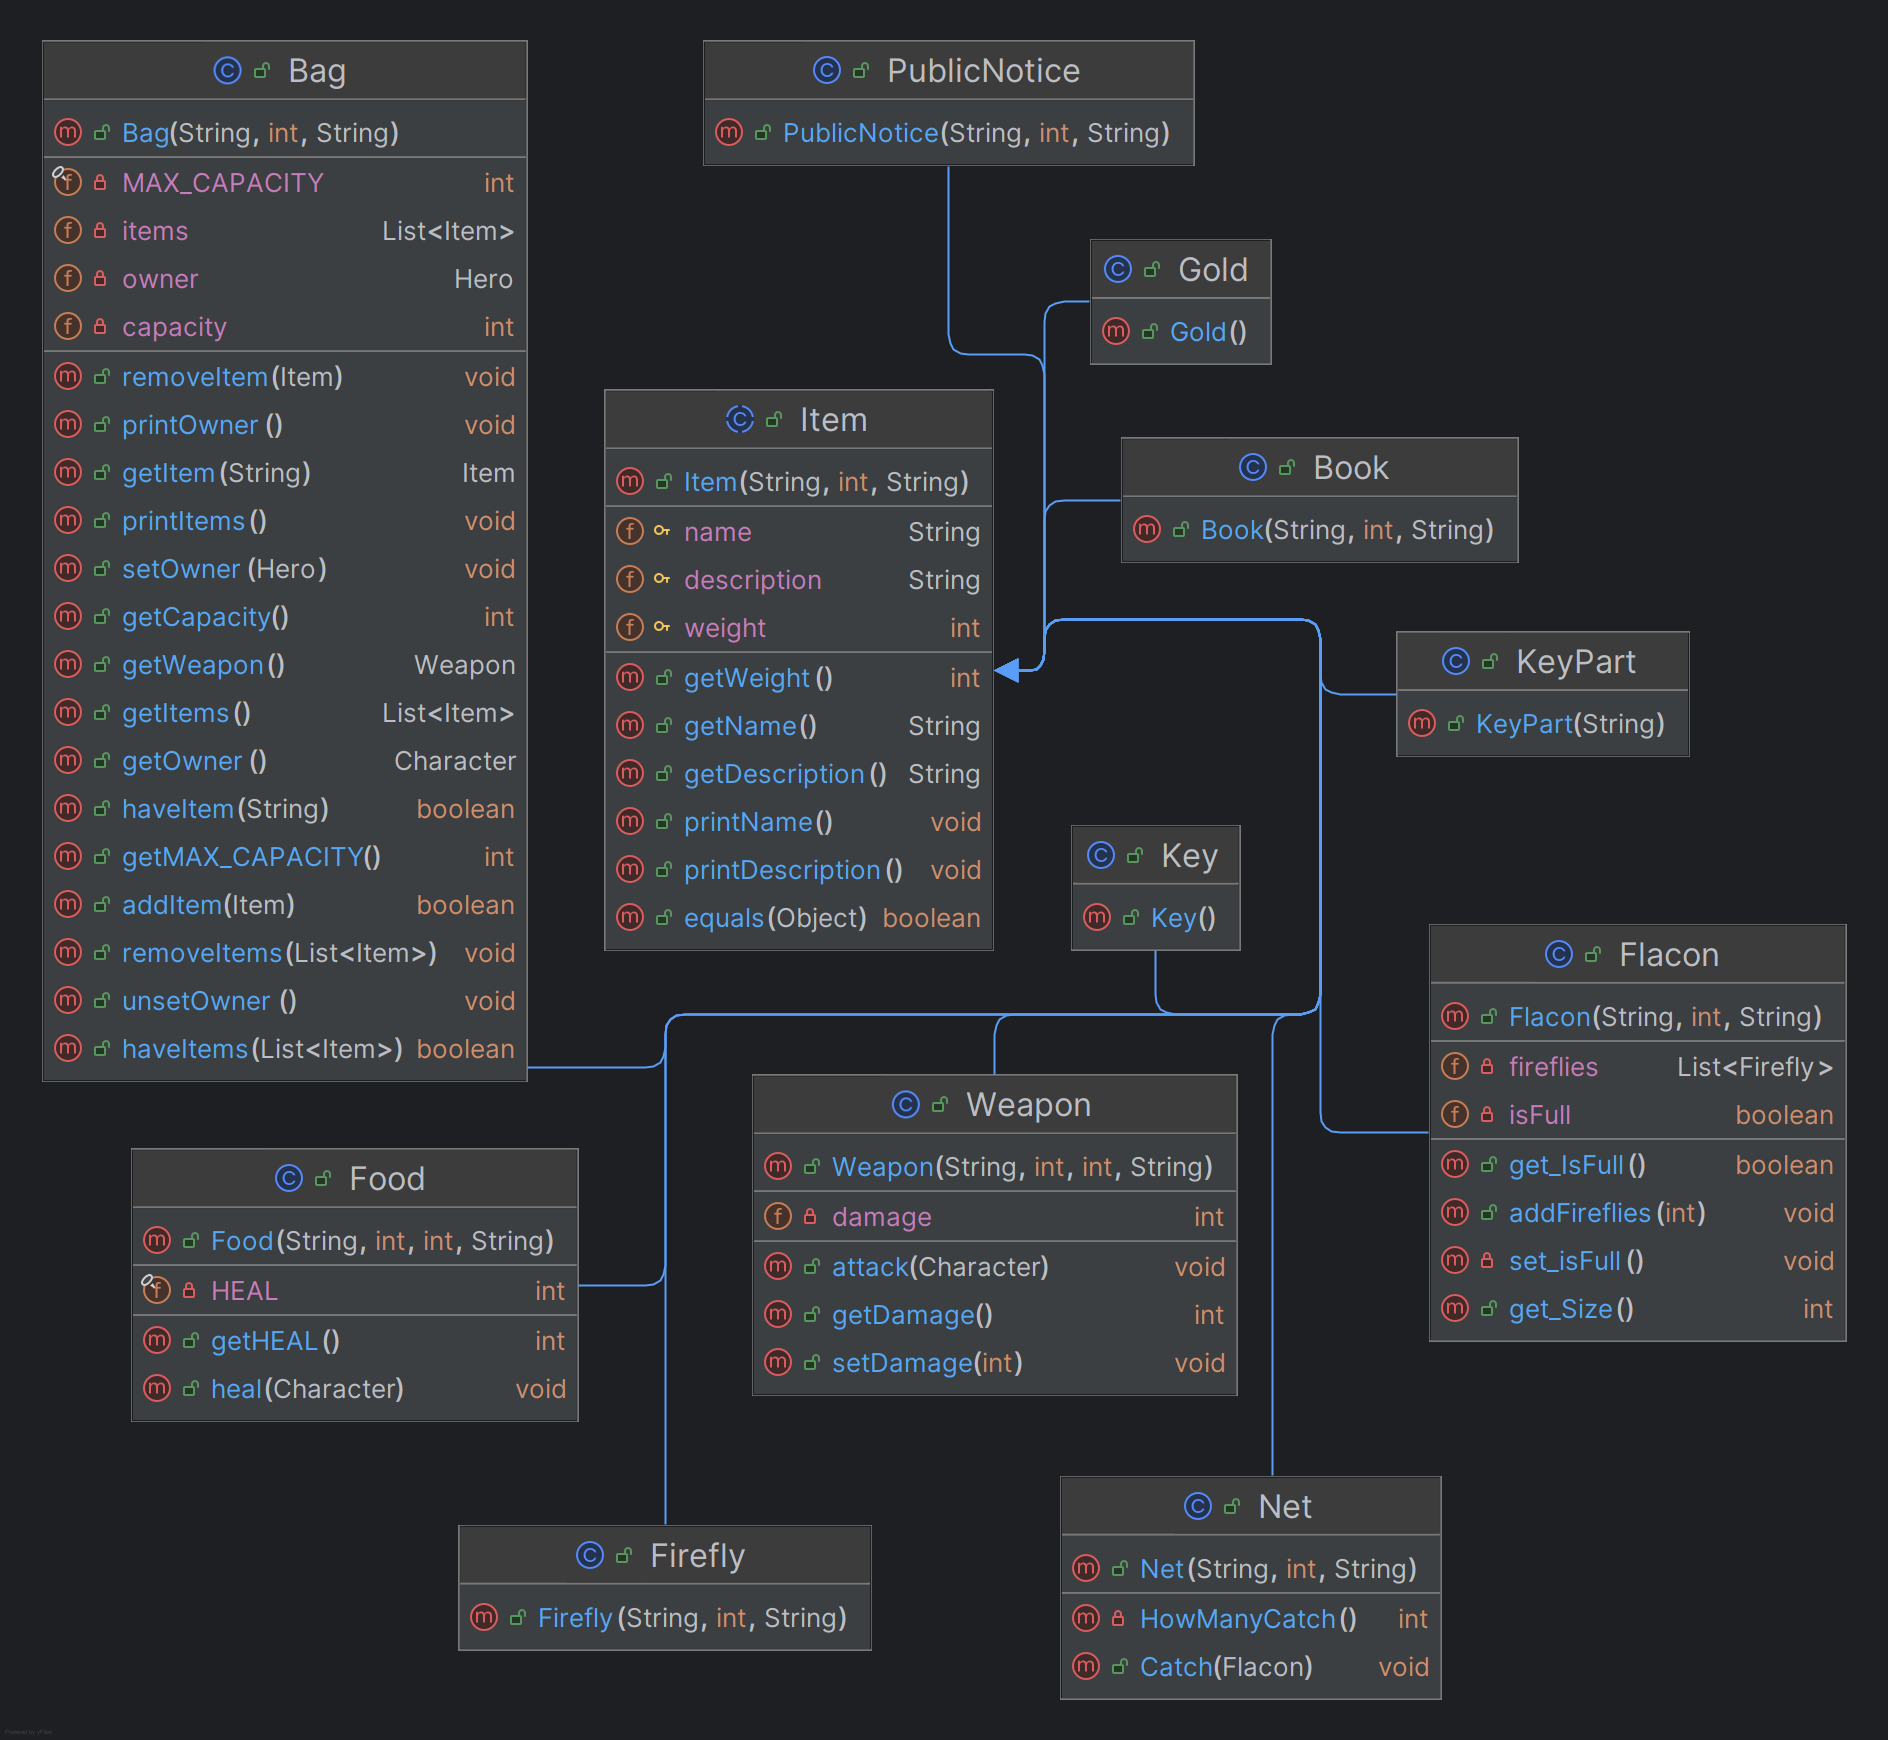 Bag
Bag(String, int, String)
MAX_CAPACITY int
items List<Item>
owner Hero
capacity int
removeItem(Item) void
printOwner() void
getItem(String) Item
printItems() void
setOwner(Hero) void
getCapacity() int
getWeapon() Weapon
getItems() List<Item>
getOwner() Character
haveItem(String) boolean
getMAX_CAPACITY() int
addItem(Item) boolean
removeItems(List<Item>) void
unsetOwner() void
haveItems(List<Item>) boolean
PublicNotice
PublicNotice(String, int, String)
Gold
Gold()
Item
Item(String, int, String)
name String
description String
weight int
getWeight() int
getName() String
getDescription() String
printName() void
printDescription() void
equals(Object) boolean
Book
Book(String, int, String)
KeyPart
KeyPart(String)
Key
Key()
Flacon
Flacon(String, int, String)
fireflies List<Firefly>
isFull boolean
get_IsFull() boolean
addFireflies(int) void
set_isFull() void
get_Size() int
Weapon
Weapon(String, int, int, String)
damage int
attack(Character) void
getDamage() int
setDamage(int) void
Food
Food(String, int, int, String)
HEAL int
getHEAL() int
heal(Character) void
Net
Net(String, int, String)
HowManyCatch() int
Catch(Flacon) void
Firefly
Firefly(String, int, String)
Powered by yFiles